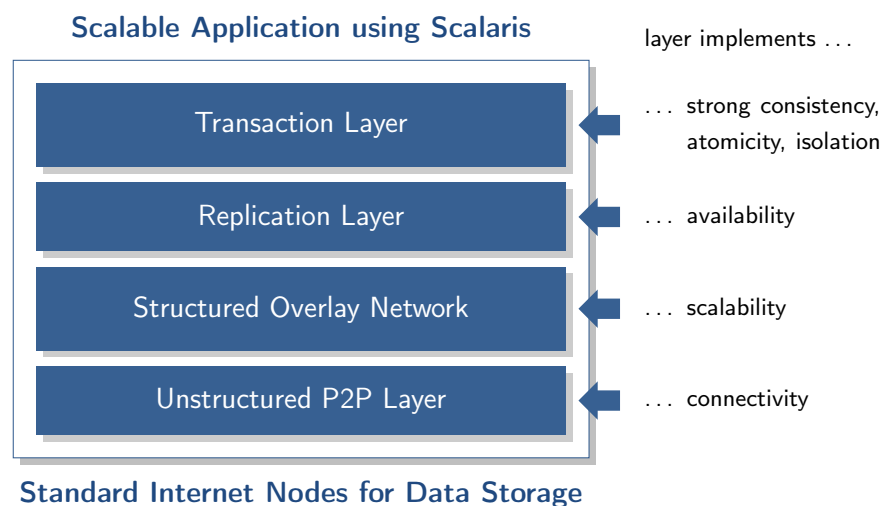 Scalable Application using Scalaris
layer implements ...
Transaction Layer
... strong consistency,
atomicity, isolation
Replication Layer
... availability
Structured Overlay Network
... scalability
Unstructured P2P Layer
... connectivity
Standard Internet Nodes for Data Storage